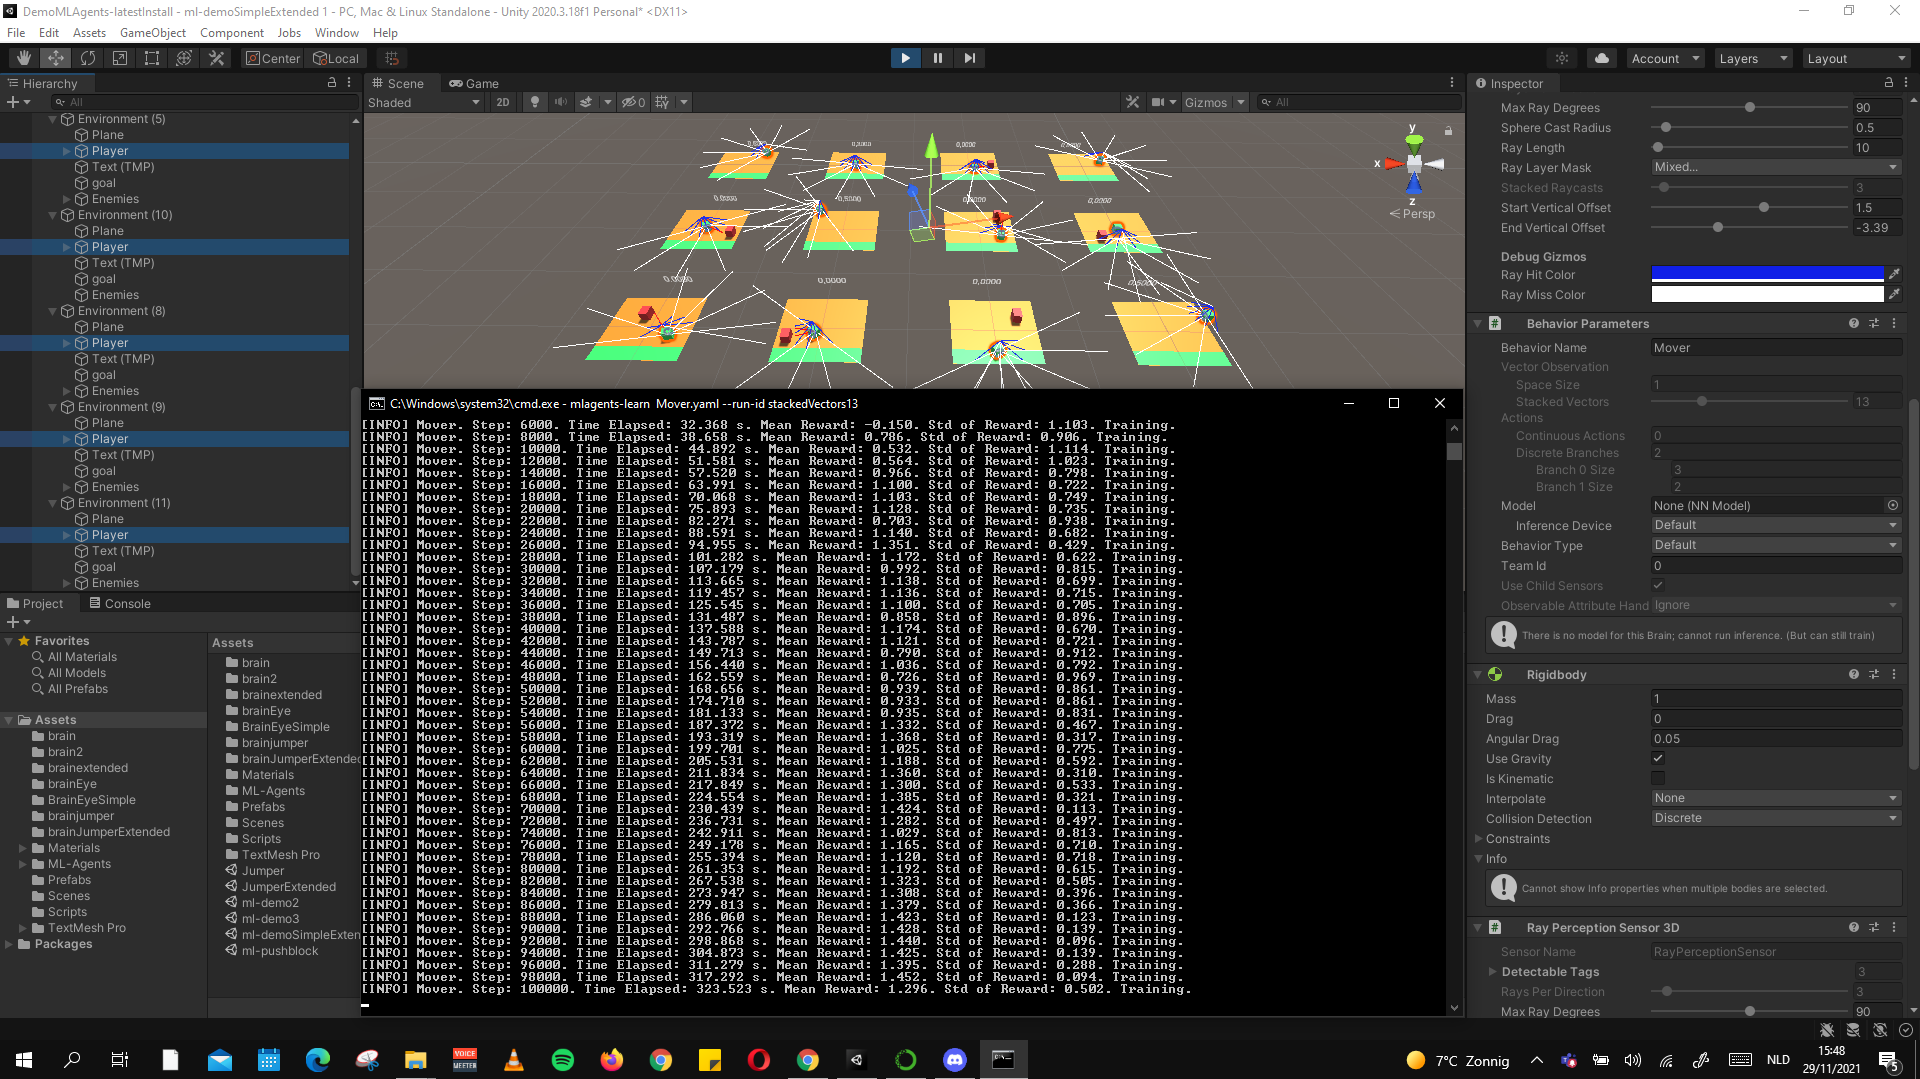 DemoMLAgents-latestInstall - ml-demoSimpleExtended 1 - PC, Mac & Linux Standalone - Unity 2020.3.18f1 Personal* <DX11>
File Edit Assets GameObject Component Jobs Window Help
Center Local Account Layers Layout
Hierarchy
All
Environment (5)
Plane
Player
Text (TMP)
goal
Enemies
Environment (10)
Plane
Player
Text (TMP)
goal
Enemies
Environment (8)
Plane
Player
Text (TMP)
goal
Enemies
Environment (9)
Plane
Player
Text (TMP)
goal
Enemies
Environment (11)
Plane
Player
Text (TMP)
goal
Enemies
Scene Game
Shaded 2D 0 Gizmos All
0,0000 0,0000
0,0000 0,5000 0,0000 0,0000
0,0000 0,0000 0,0000 0,5000
y
x
z
Persp
C:\Windows\system32\cmd.exe - mlagents-learn Mover.yaml --run-id stackedVectors13
[INFO] Mover. Step: 6000. Time Elapsed: 32.368 s. Mean Reward: -0.150. Std of Reward: 1.103. Training.
[INFO] Mover. Step: 8000. Time Elapsed: 38.658 s. Mean Reward: 0.786. Std of Reward: 0.906. Training.
[INFO] Mover. Step: 10000. Time Elapsed: 44.892 s. Mean Reward: 0.532. Std of Reward: 1.114. Training.
[INFO] Mover. Step: 12000. Time Elapsed: 51.581 s. Mean Reward: 0.564. Std of Reward: 1.023. Training.
[INFO] Mover. Step: 14000. Time Elapsed: 57.520 s. Mean Reward: 0.966. Std of Reward: 0.798. Training.
[INFO] Mover. Step: 16000. Time Elapsed: 63.991 s. Mean Reward: 1.100. Std of Reward: 0.722. Training.
[INFO] Mover. Step: 18000. Time Elapsed: 70.068 s. Mean Reward: 1.103. Std of Reward: 0.749. Training.
[INFO] Mover. Step: 20000. Time Elapsed: 75.893 s. Mean Reward: 1.128. Std of Reward: 0.735. Training.
[INFO] Mover. Step: 22000. Time Elapsed: 82.271 s. Mean Reward: 0.703. Std of Reward: 0.938. Training.
[INFO] Mover. Step: 24000. Time Elapsed: 88.591 s. Mean Reward: 1.140. Std of Reward: 0.682. Training.
[INFO] Mover. Step: 26000. Time Elapsed: 94.955 s. Mean Reward: 1.351. Std of Reward: 0.429. Training.
[INFO] Mover. Step: 28000. Time Elapsed: 101.282 s. Mean Reward: 1.172. Std of Reward: 0.622. Training.
[INFO] Mover. Step: 30000. Time Elapsed: 107.179 s. Mean Reward: 0.992. Std of Reward: 0.815. Training.
[INFO] Mover. Step: 32000. Time Elapsed: 113.665 s. Mean Reward: 1.138. Std of Reward: 0.699. Training.
[INFO] Mover. Step: 34000. Time Elapsed: 119.457 s. Mean Reward: 1.136. Std of Reward: 0.715. Training.
[INFO] Mover. Step: 36000. Time Elapsed: 125.545 s. Mean Reward: 1.100. Std of Reward: 0.705. Training.
[INFO] Mover. Step: 38000. Time Elapsed: 131.487 s. Mean Reward: 0.858. Std of Reward: 0.896. Training.
[INFO] Mover. Step: 40000. Time Elapsed: 137.588 s. Mean Reward: 1.174. Std of Reward: 0.670. Training.
[INFO] Mover. Step: 42000. Time Elapsed: 143.787 s. Mean Reward: 1.121. Std of Reward: 0.721. Training.
[INFO] Mover. Step: 44000. Time Elapsed: 149.713 s. Mean Reward: 0.790. Std of Reward: 0.912. Training.
[INFO] Mover. Step: 46000. Time Elapsed: 156.440 s. Mean Reward: 1.036. Std of Reward: 0.792. Training.
[INFO] Mover. Step: 48000. Time Elapsed: 162.559 s. Mean Reward: 0.726. Std of Reward: 0.969. Training.
[INFO] Mover. Step: 50000. Time Elapsed: 168.656 s. Mean Reward: 0.939. Std of Reward: 0.861. Training.
[INFO] Mover. Step: 52000. Time Elapsed: 174.710 s. Mean Reward: 0.933. Std of Reward: 0.861. Training.
[INFO] Mover. Step: 54000. Time Elapsed: 181.133 s. Mean Reward: 0.935. Std of Reward: 0.831. Training.
[INFO] Mover. Step: 56000. Time Elapsed: 187.372 s. Mean Reward: 1.332. Std of Reward: 0.467. Training.
[INFO] Mover. Step: 58000. Time Elapsed: 193.319 s. Mean Reward: 1.368. Std of Reward: 0.317. Training.
[INFO] Mover. Step: 60000. Time Elapsed: 199.701 s. Mean Reward: 1.025. Std of Reward: 0.775. Training.
[INFO] Mover. Step: 62000. Time Elapsed: 205.531 s. Mean Reward: 1.188. Std of Reward: 0.592. Training.
[INFO] Mover. Step: 64000. Time Elapsed: 211.834 s. Mean Reward: 1.360. Std of Reward: 0.310. Training.
[INFO] Mover. Step: 66000. Time Elapsed: 217.849 s. Mean Reward: 1.300. Std of Reward: 0.533. Training.
[INFO] Mover. Step: 68000. Time Elapsed: 224.554 s. Mean Reward: 1.385. Std of Reward: 0.321. Training.
[INFO] Mover. Step: 70000. Time Elapsed: 230.439 s. Mean Reward: 1.424. Std of Reward: 0.113. Training.
[INFO] Mover. Step: 72000. Time Elapsed: 236.731 s. Mean Reward: 1.282. Std of Reward: 0.497. Training.
[INFO] Mover. Step: 74000. Time Elapsed: 242.911 s. Mean Reward: 1.029. Std of Reward: 0.813. Training.
[INFO] Mover. Step: 76000. Time Elapsed: 249.178 s. Mean Reward: 1.165. Std of Reward: 0.710. Training.
[INFO] Mover. Step: 78000. Time Elapsed: 255.394 s. Mean Reward: 1.120. Std of Reward: 0.718. Training.
[INFO] Mover. Step: 80000. Time Elapsed: 261.353 s. Mean Reward: 1.192. Std of Reward: 0.615. Training.
[INFO] Mover. Step: 82000. Time Elapsed: 267.538 s. Mean Reward: 1.323. Std of Reward: 0.505. Training.
[INFO] Mover. Step: 84000. Time Elapsed: 273.947 s. Mean Reward: 1.308. Std of Reward: 0.396. Training.
[INFO] Mover. Step: 86000. Time Elapsed: 279.813 s. Mean Reward: 1.379. Std of Reward: 0.366. Training.
[INFO] Mover. Step: 88000. Time Elapsed: 286.060 s. Mean Reward: 1.423. Std of Reward: 0.123. Training.
[INFO] Mover. Step: 90000. Time Elapsed: 292.766 s. Mean Reward: 1.428. Std of Reward: 0.139. Training.
[INFO] Mover. Step: 92000. Time Elapsed: 298.868 s. Mean Reward: 1.440. Std of Reward: 0.096. Training.
[INFO] Mover. Step: 94000. Time Elapsed: 304.873 s. Mean Reward: 1.425. Std of Reward: 0.139. Training.
[INFO] Mover. Step: 96000. Time Elapsed: 311.279 s. Mean Reward: 1.395. Std of Reward: 0.288. Training.
[INFO] Mover. Step: 98000. Time Elapsed: 317.292 s. Mean Reward: 1.452. Std of Reward: 0.094. Training.
[INFO] Mover. Step: 100000. Time Elapsed: 323.523 s. Mean Reward: 1.296. Std of Reward: 0.502. Training.
Project Console
Favorites
All Materials
All Models
All Prefabs
Assets
brain
brain2
brainextended
brainEye
BrainEyeSimple
brainjumper
brainJumperExtended
Materials
ML-Agents
Prefabs
Scenes
Scripts
TextMesh Pro
Packages
Assets
brain
brain2
brainextended
brainEye
BrainEyeSimple
brainjumper
brainJumperExtended
Materials
ML-Agents
Prefabs
Scenes
Scripts
TextMesh Pro
Jumper
JumperExtended
ml-demo2
ml-demo3
ml-demoSimpleExten
ml-pushblock
Inspector
Max Ray Degrees 90
Sphere Cast Radius 0.5
Ray Length 10
Ray Layer Mask Mixed...
Stacked Raycasts 3
Start Vertical Offset 1.5
End Vertical Offset -3.39
Debug Gizmos
Ray Hit Color
Ray Miss Color
# Behavior Parameters
Behavior Name Mover
Vector Observation
Space Size 1
Stacked Vectors 13
Actions
Continuous Actions 0
Discrete Branches 2
Branch 0 Size 3
Branch 1 Size 2
Model None (NN Model)
Inference Device Default
Behavior Type Default
Team Id 0
Use Child Sensors
Observable Attribute Hand Ignore
There is no model for this Brain; cannot run inference. (But can still train)
Rigidbody
Mass 1
Drag 0
Angular Drag 0.05
Use Gravity
Is Kinematic
Interpolate None
Collision Detection Discrete
Constraints
Info
Cannot show Info properties when multiple bodies are selected.
# Ray Perception Sensor 3D
Sensor Name RayPerceptionSensor
Detectable Tags 3
Rays Per Direction 3
Max Ray Degrees 90
VOICE
MEETER
7°C Zonnig
NLD
15:48
29/11/2021
5